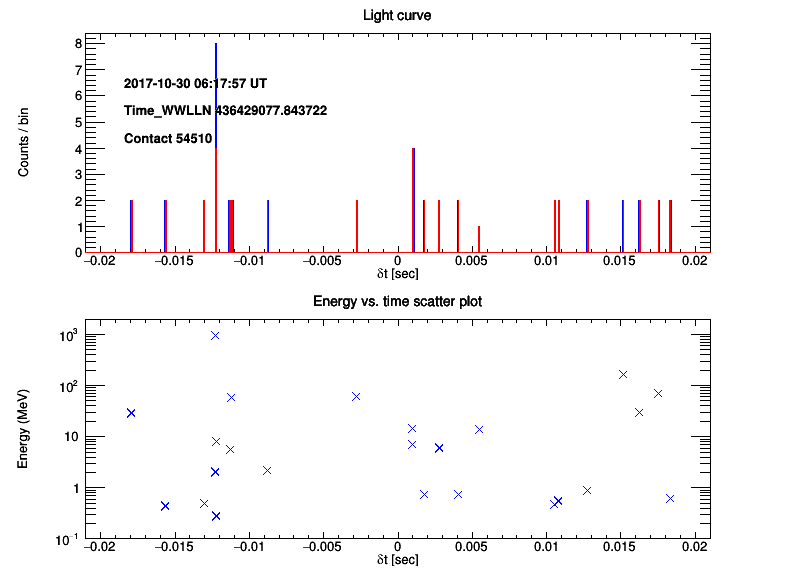 Light curve
Counts / bin
8
7
6
5
4
3
2
1
0
2017-10-30 06:17:57 UT
Time_WWLLN 436429077.843722
Contact 54510
−0.02 −0.015 −0.01 −0.005 0 0.005 0.01 0.015 0.02
δt [sec]
Energy vs. time scatter plot
Energy (MeV)
10³
10²
10
1
10⁻¹
−0.02 −0.015 −0.01 −0.005 0 0.005 0.01 0.015 0.02
δt [sec]